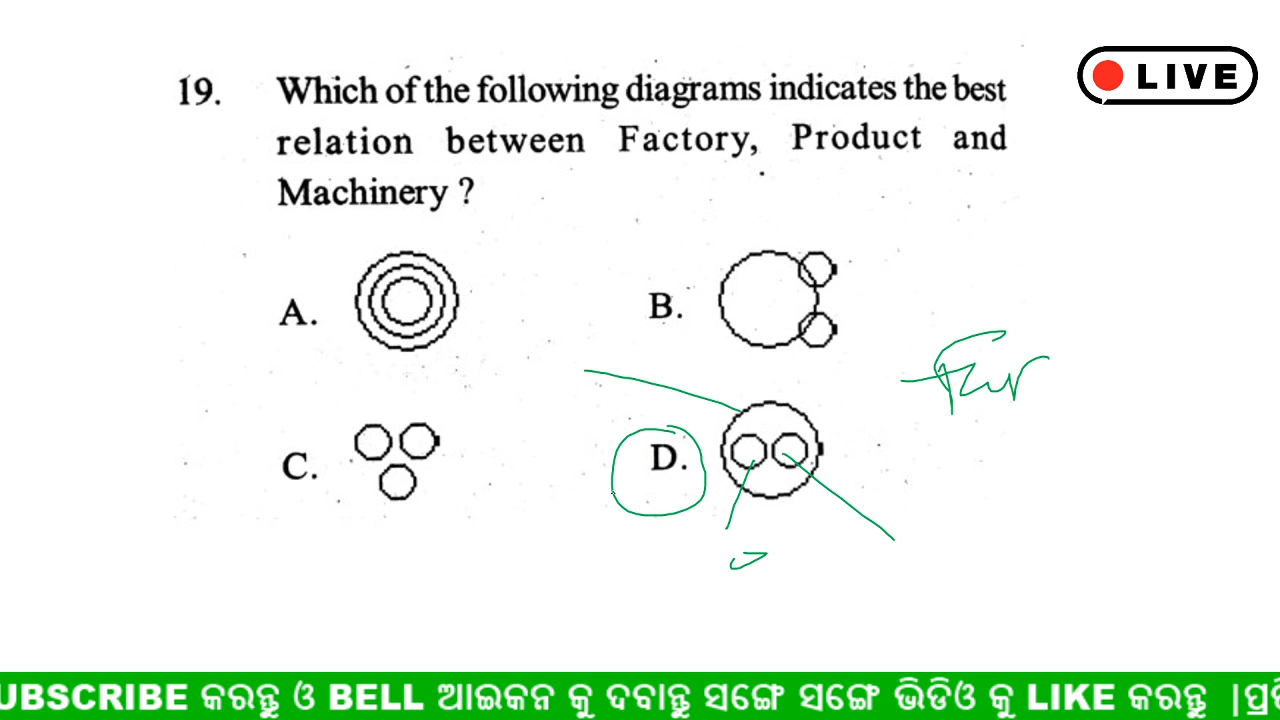 LIVE
19. Which of the following diagrams indicates the best
relation between Factory, Product and
Machinery ?
A.
B.
C.
D.
UBSCRIBE କରନ୍ତୁ ଓ BELL ଆଇକନ କୁ ଦବାନ୍ତୁ ସଙ୍ଗେ ସଙ୍ଗେ ଭିଡିଓ କୁ LIKE କରନ୍ତୁ |